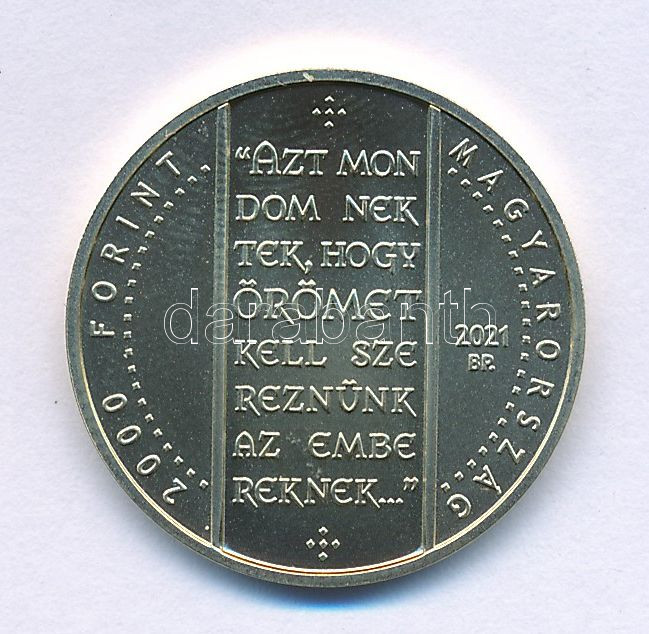 2000 FORINT
MAGYARORSZÁG
“AZT MON
DOM NEK
TEK, HOGY
ÖRÖMET
KELL SZE
REZNÜNK
AZ EMBE
REKNEK...”
2021
BP.
darabanth